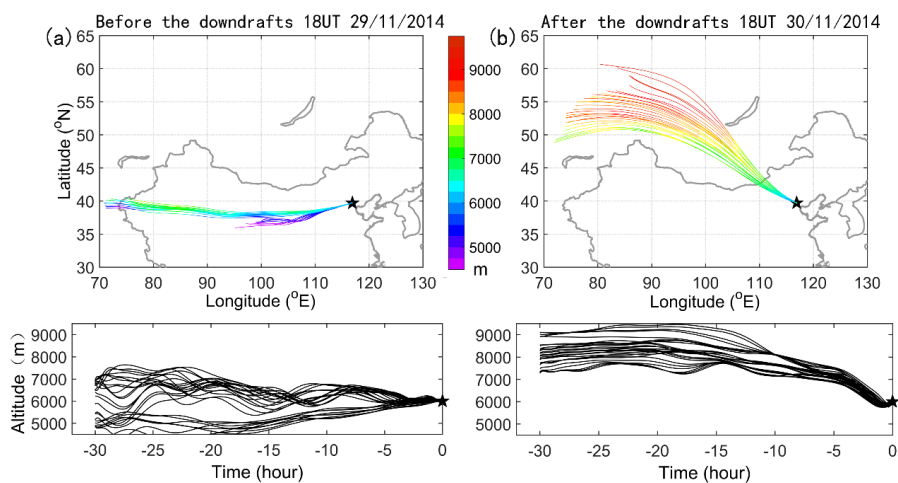 Before the downdrafts 18UT 29/11/2014
After the downdrafts 18UT 30/11/2014
(a)
(b)
65
60
55
50
45
40
35
30
Latitude (°N)
70 80 90 100 110 120 130
Longitude (°E)
9000
8000
7000
6000
5000
m
65
60
55
50
45
40
35
30
70 80 90 100 110 120 130
Longitude (°E)
9000
8000
7000
6000
5000
Altitude (m)
-30 -25 -20 -15 -10 -5 0
Time (hour)
9000
8000
7000
6000
5000
-30 -25 -20 -15 -10 -5 0
Time (hour)